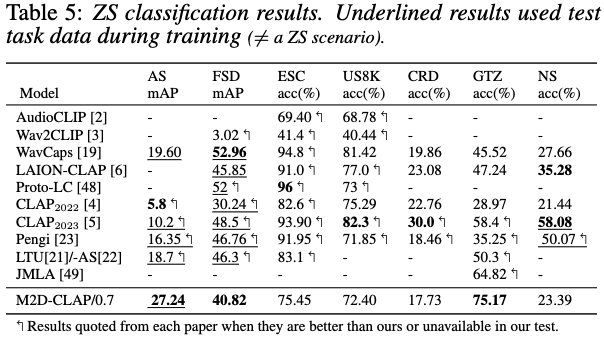 Table 5: ZS classification results. Underlined results used test
task data during training (≠ a ZS scenario).
AS FSD ESC US8K CRD GTZ NS
Model mAP mAP acc(%) acc(%) acc(%) acc(%) acc(%)
AudioCLIP [2] - - 69.40 ↰ 68.78 ↰ - - -
Wav2CLIP [3] - 3.02 ↰ 41.4 ↰ 40.44 ↰ - - -
WavCaps [19] 19.60 52.96 94.8 ↰ 81.42 19.86 45.52 27.66
LAION-CLAP [6] - 45.85 91.0 ↰ 77.0 ↰ 23.08 47.24 35.28
Proto-LC [48] - 52 ↰ 96 ↰ 73 ↰ - - -
CLAP2022 [4] 5.8 ↰ 30.24 ↰ 82.6 ↰ 75.29 22.76 28.97 21.44
CLAP2023 [5] 10.2 ↰ 48.5 ↰ 93.90 ↰ 82.3 ↰ 30.0 ↰ 58.4 ↰ 58.08
Pengi [23] 16.35 ↰ 46.76 ↰ 91.95 ↰ 71.85 ↰ 18.46 ↰ 35.25 ↰ 50.07 ↰
LTU[21]/-AS[22] 18.7 ↰ 46.3 ↰ 83.1 ↰ - - 50.3 ↰ -
JMLA [49] - - - - - 64.82 ↰ -
M2D-CLAP/0.7 27.24 40.82 75.45 72.40 17.73 75.17 23.39
↰ Results quoted from each paper when they are better than ours or unavailable in our test.